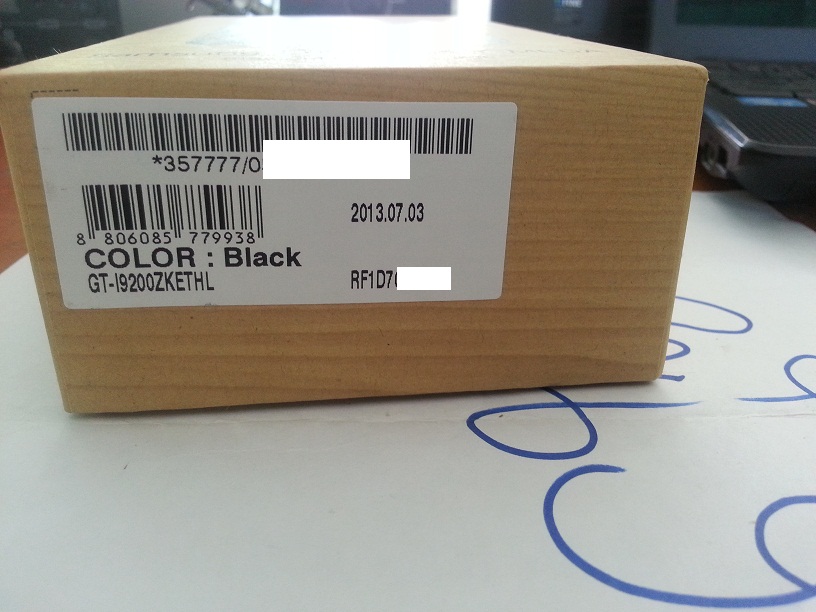 *357777/0
8 806085 779938
2013.07.03
COLOR : Black
GT-I9200ZKETHL
RF1D7